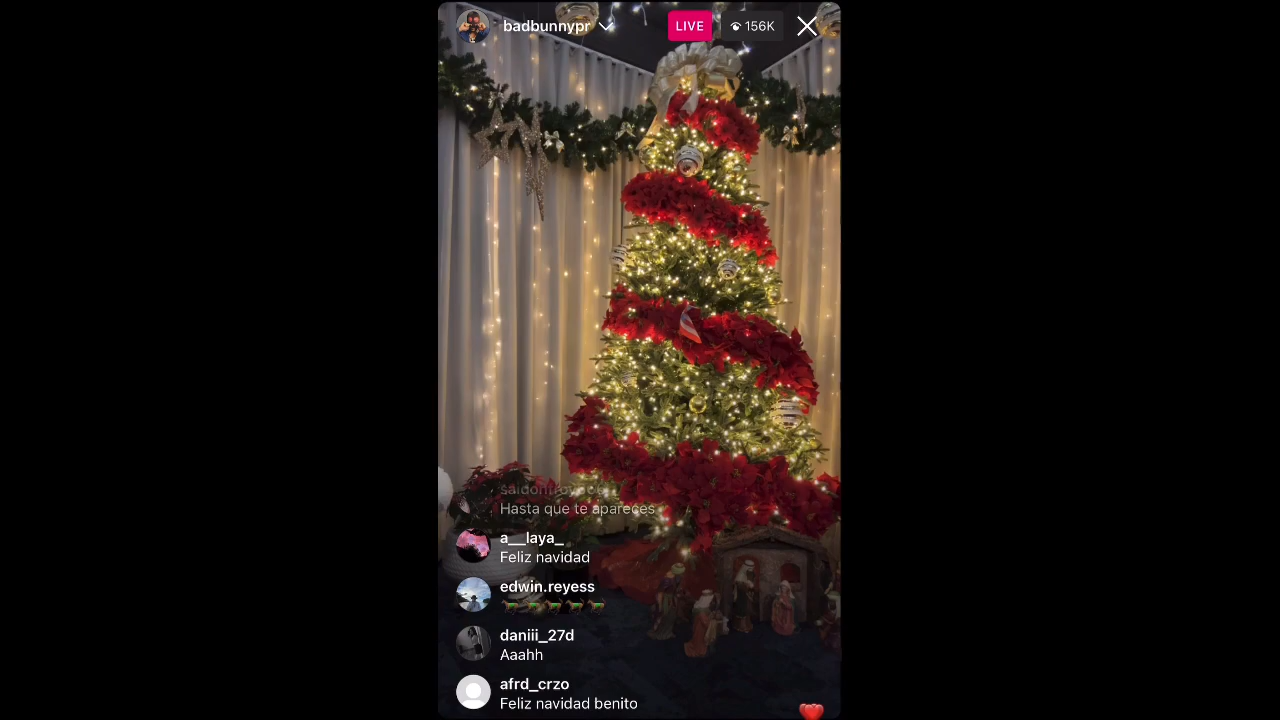 badbunnypr
LIVE
156K
Hasta que te apareces
a__laya_
Feliz navidad
edwin.reyess
daniii_27d
Aaahh
afrd_crzo
Feliz navidad benito